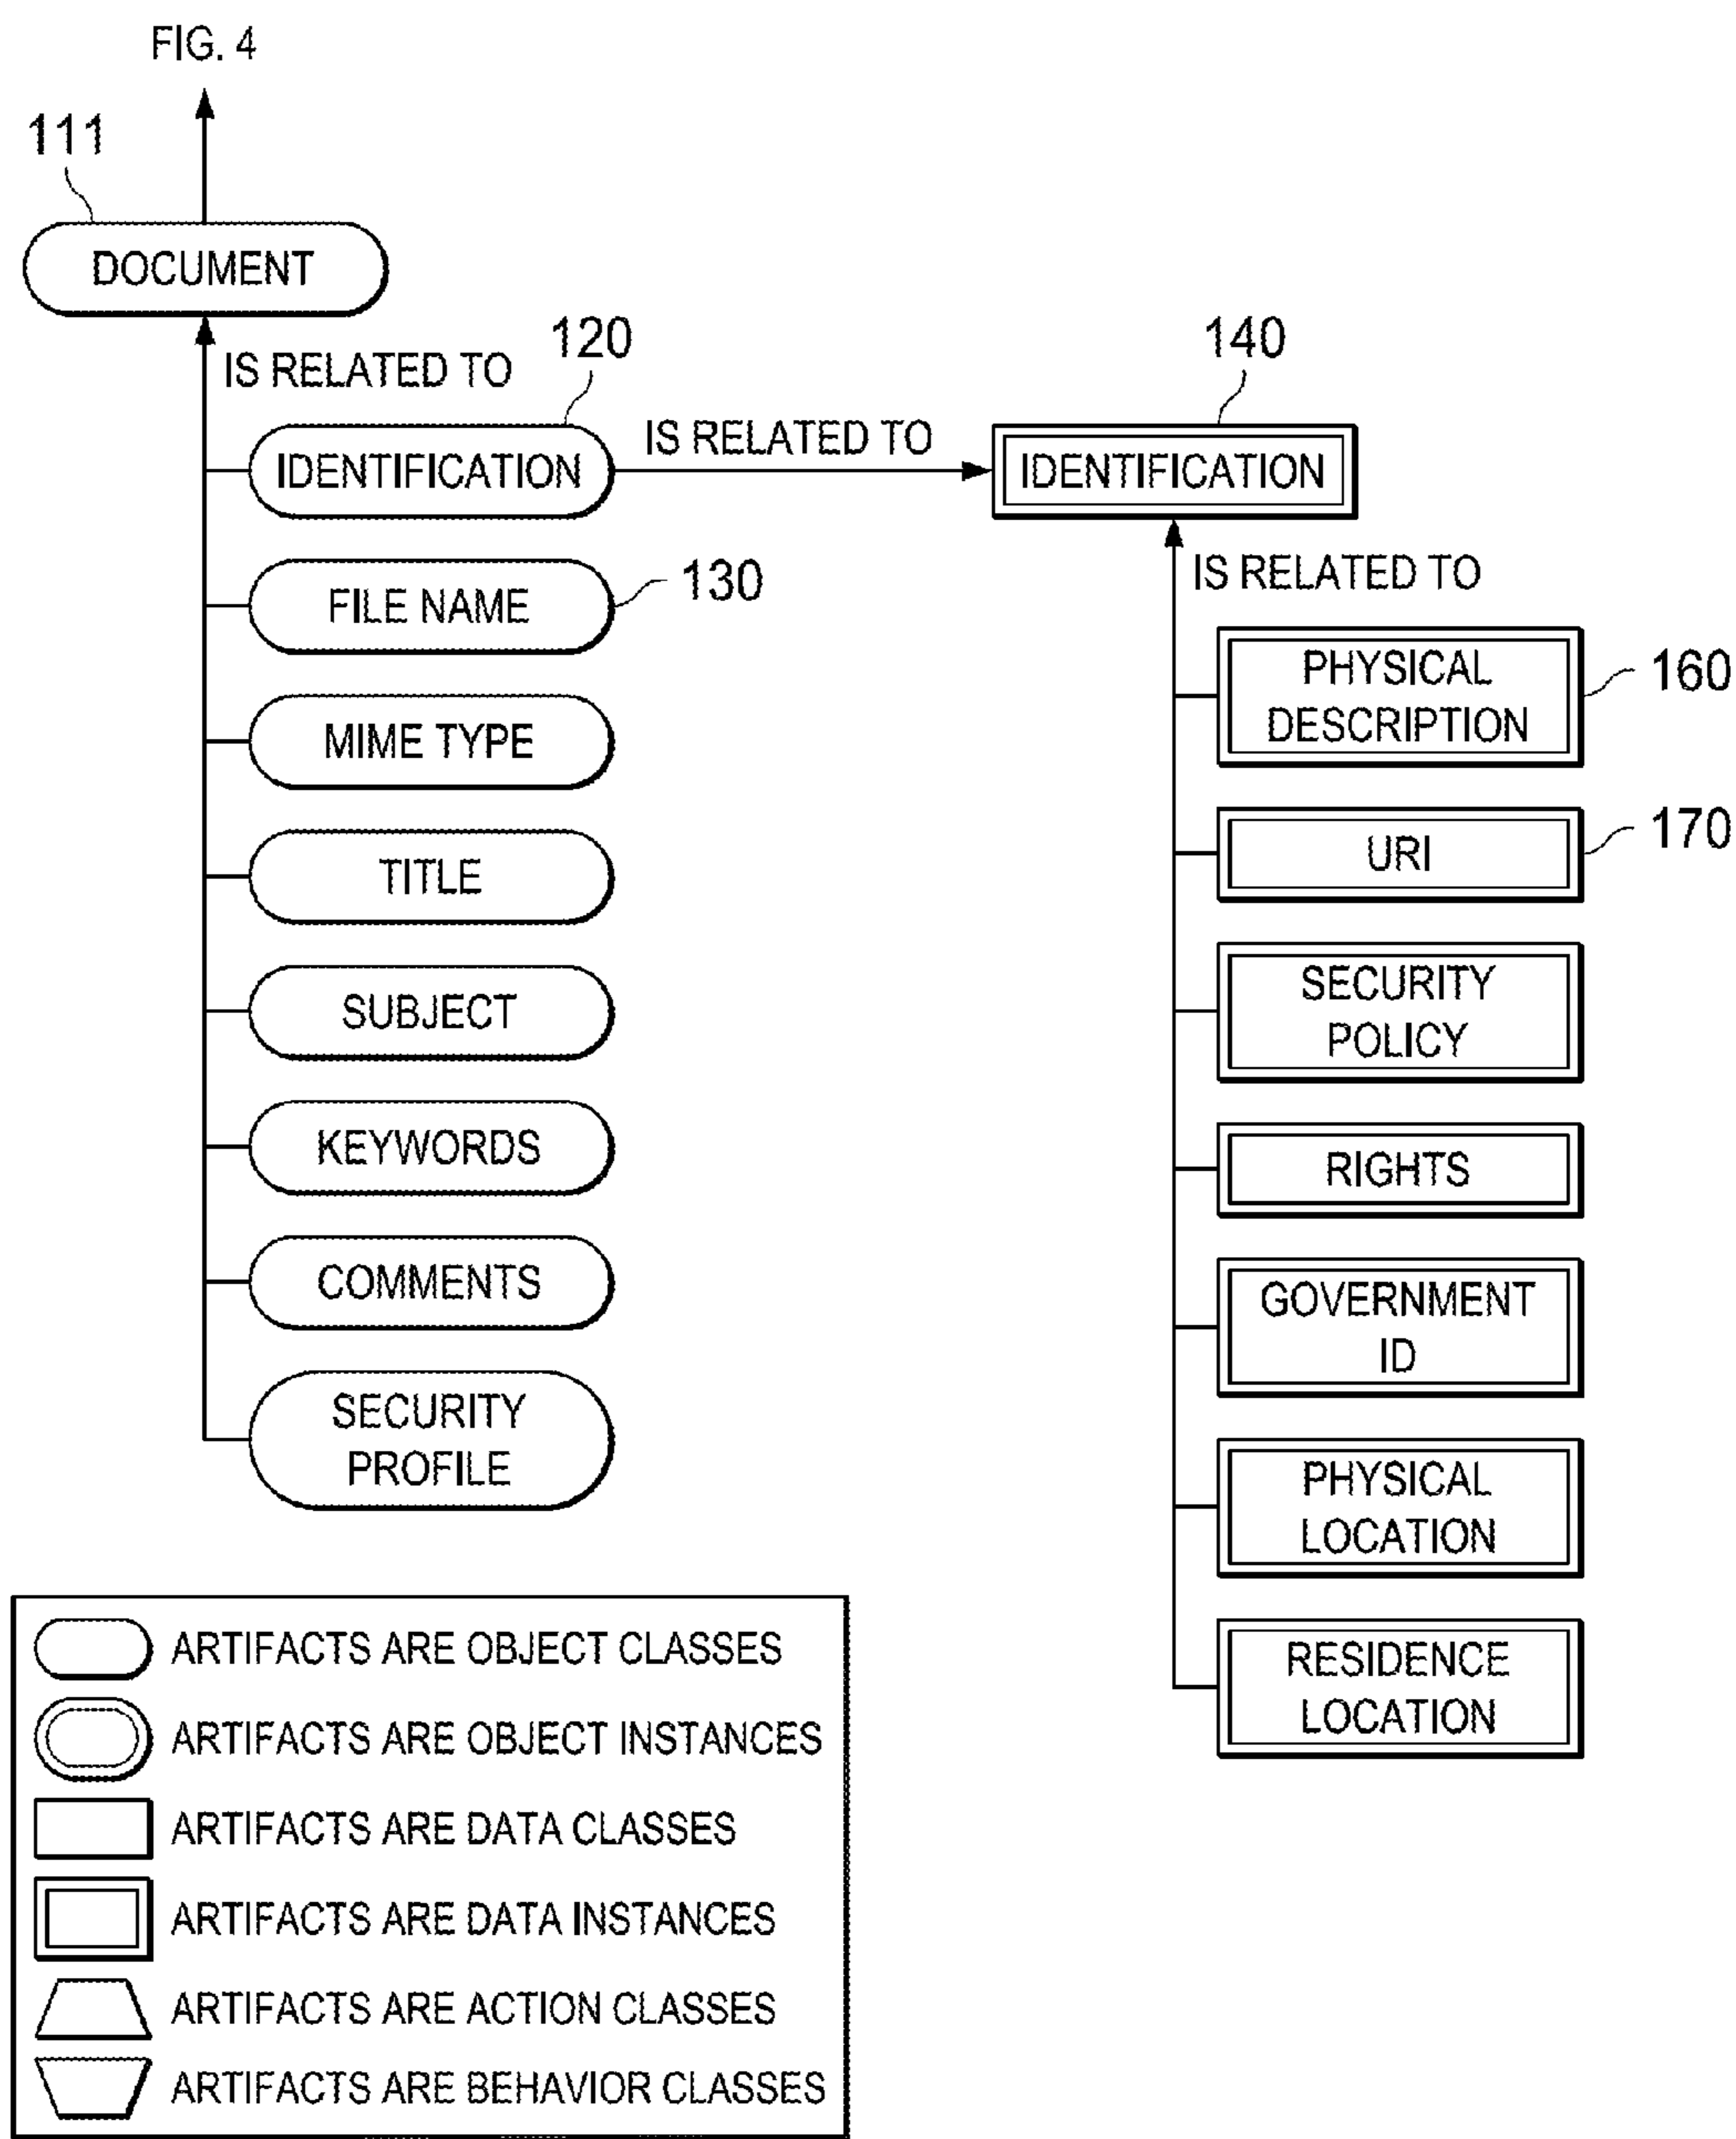 FIG. 4
111
DOCUMENT
IS RELATED TO
120
IDENTIFICATION
IS RELATED TO
140
IDENTIFICATION
FILE NAME
130
MIME TYPE
TITLE
SUBJECT
KEYWORDS
COMMENTS
SECURITY
PROFILE
IS RELATED TO
PHYSICAL
DESCRIPTION
160
URI
170
SECURITY
POLICY
RIGHTS
GOVERNMENT
ID
PHYSICAL
LOCATION
RESIDENCE
LOCATION
ARTIFACTS ARE OBJECT CLASSES
ARTIFACTS ARE OBJECT INSTANCES
ARTIFACTS ARE DATA CLASSES
ARTIFACTS ARE DATA INSTANCES
ARTIFACTS ARE ACTION CLASSES
ARTIFACTS ARE BEHAVIOR CLASSES